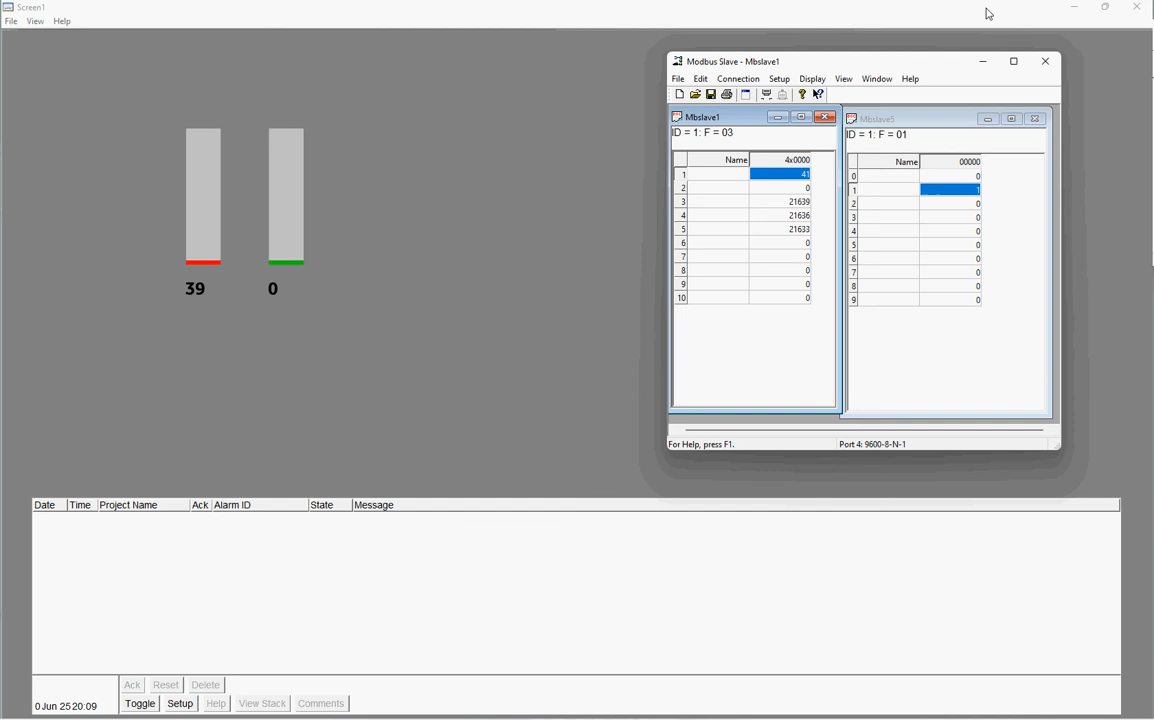 Screen1
File View Help
Modbus Slave - Mbslave1
File Edit Connection Setup Display View Window Help
Mbslave1
ID = 1: F = 03
Name 4x0000
1 41
2 0
3 21639
4 21636
5 21633
6 0
7 0
8 0
9 0
10 0
Mbslave5
ID = 1: F = 01
Name 00000
0 0
1 1
2 0
3 0
4 0
5 0
6 0
7 0
8 0
9 0
For Help, press F1. Port 4: 9600-8-N-1
39 0
Date Time Project Name Ack Alarm ID State Message
Ack Reset Delete
0 Jun 25 20:09 Toggle Setup Help View Stack Comments